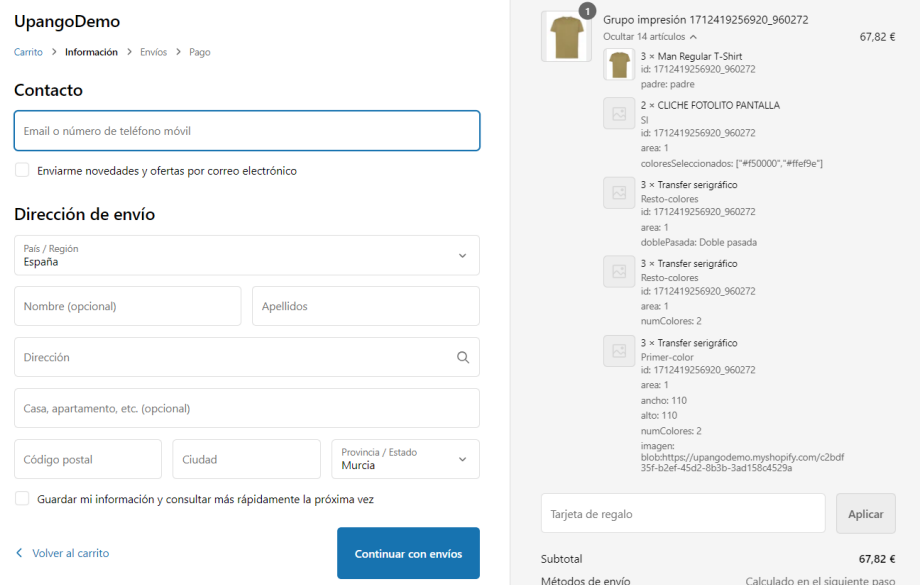 UpangoDemo
Carrito > Información > Envíos > Pago
Contacto
Email o número de teléfono móvil
Enviarme novedades y ofertas por correo electrónico
Dirección de envío
País / Región
España
Nombre (opcional)
Apellidos
Dirección
Casa, apartamento, etc. (opcional)
Código postal
Ciudad
Provincia / Estado
Murcia
Guardar mi información y consultar más rápidamente la próxima vez
Volver al carrito
Continuar con envíos
1
Grupo impresión 1712419256920_960272
Ocultar 14 artículos
67,82 €
3 × Man Regular T-Shirt
id: 1712419256920_960272
padre: padre
2 × CLICHE FOTOLITO PANTALLA
SI
id: 1712419256920_960272
area: 1
coloresSeleccionados: ["#f50000","#ffef9e"]
3 × Transfer serigráfico
Resto-colores
id: 1712419256920_960272
area: 1
doblePasada: Doble pasada
3 × Transfer serigráfico
Resto-colores
id: 1712419256920_960272
area: 1
numColores: 2
3 × Transfer serigráfico
Primer-color
id: 1712419256920_960272
area: 1
ancho: 110
alto: 110
numColores: 2
imagen:
blob:https://upangodemo.myshopify.com/c2bdf
35f-b2ef-45d2-8b3b-3ad158c4529a
Tarjeta de regalo
Aplicar
Subtotal
67,82 €
Métodos de envío
Calculado en el siguiente paso